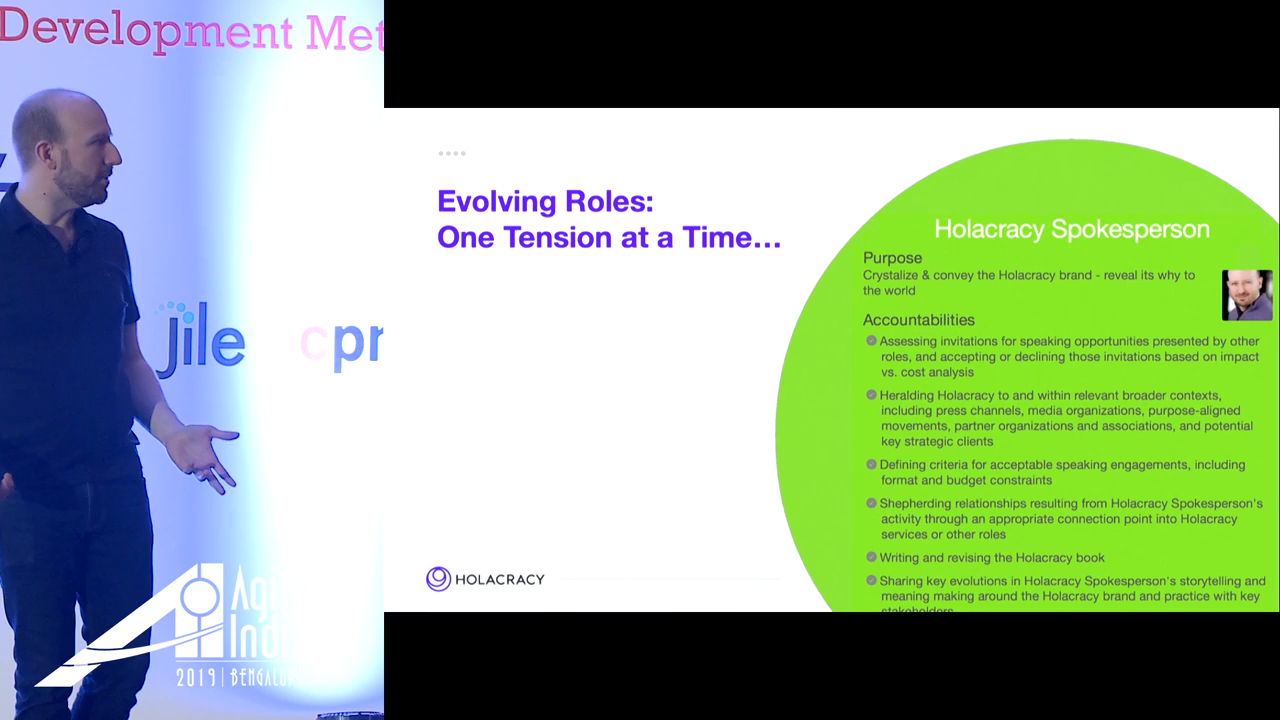 Development Met
jile
cpr
Agi
Indi
2019 | BENGALU
Evolving Roles:
One Tension at a Time...
HOLACRACY
Holacracy Spokesperson
Purpose
Crystalize & convey the Holacracy brand - reveal its why to
the world
Accountabilities
Assessing invitations for speaking opportunities presented by other
roles, and accepting or declining those invitations based on impact
vs. cost analysis
Heralding Holacracy to and within relevant broader contexts,
including press channels, media organizations, purpose-aligned
movements, partner organizations and associations, and potential
key strategic clients
Defining criteria for acceptable speaking engagements, including
format and budget constraints
Shepherding relationships resulting from Holacracy Spokesperson's
activity through an appropriate connection point into Holacracy
services or other roles
Writing and revising the Holacracy book
Sharing key evolutions in Holacracy Spokesperson's storytelling and
meaning making around the Holacracy brand and practice with key
stakeholders